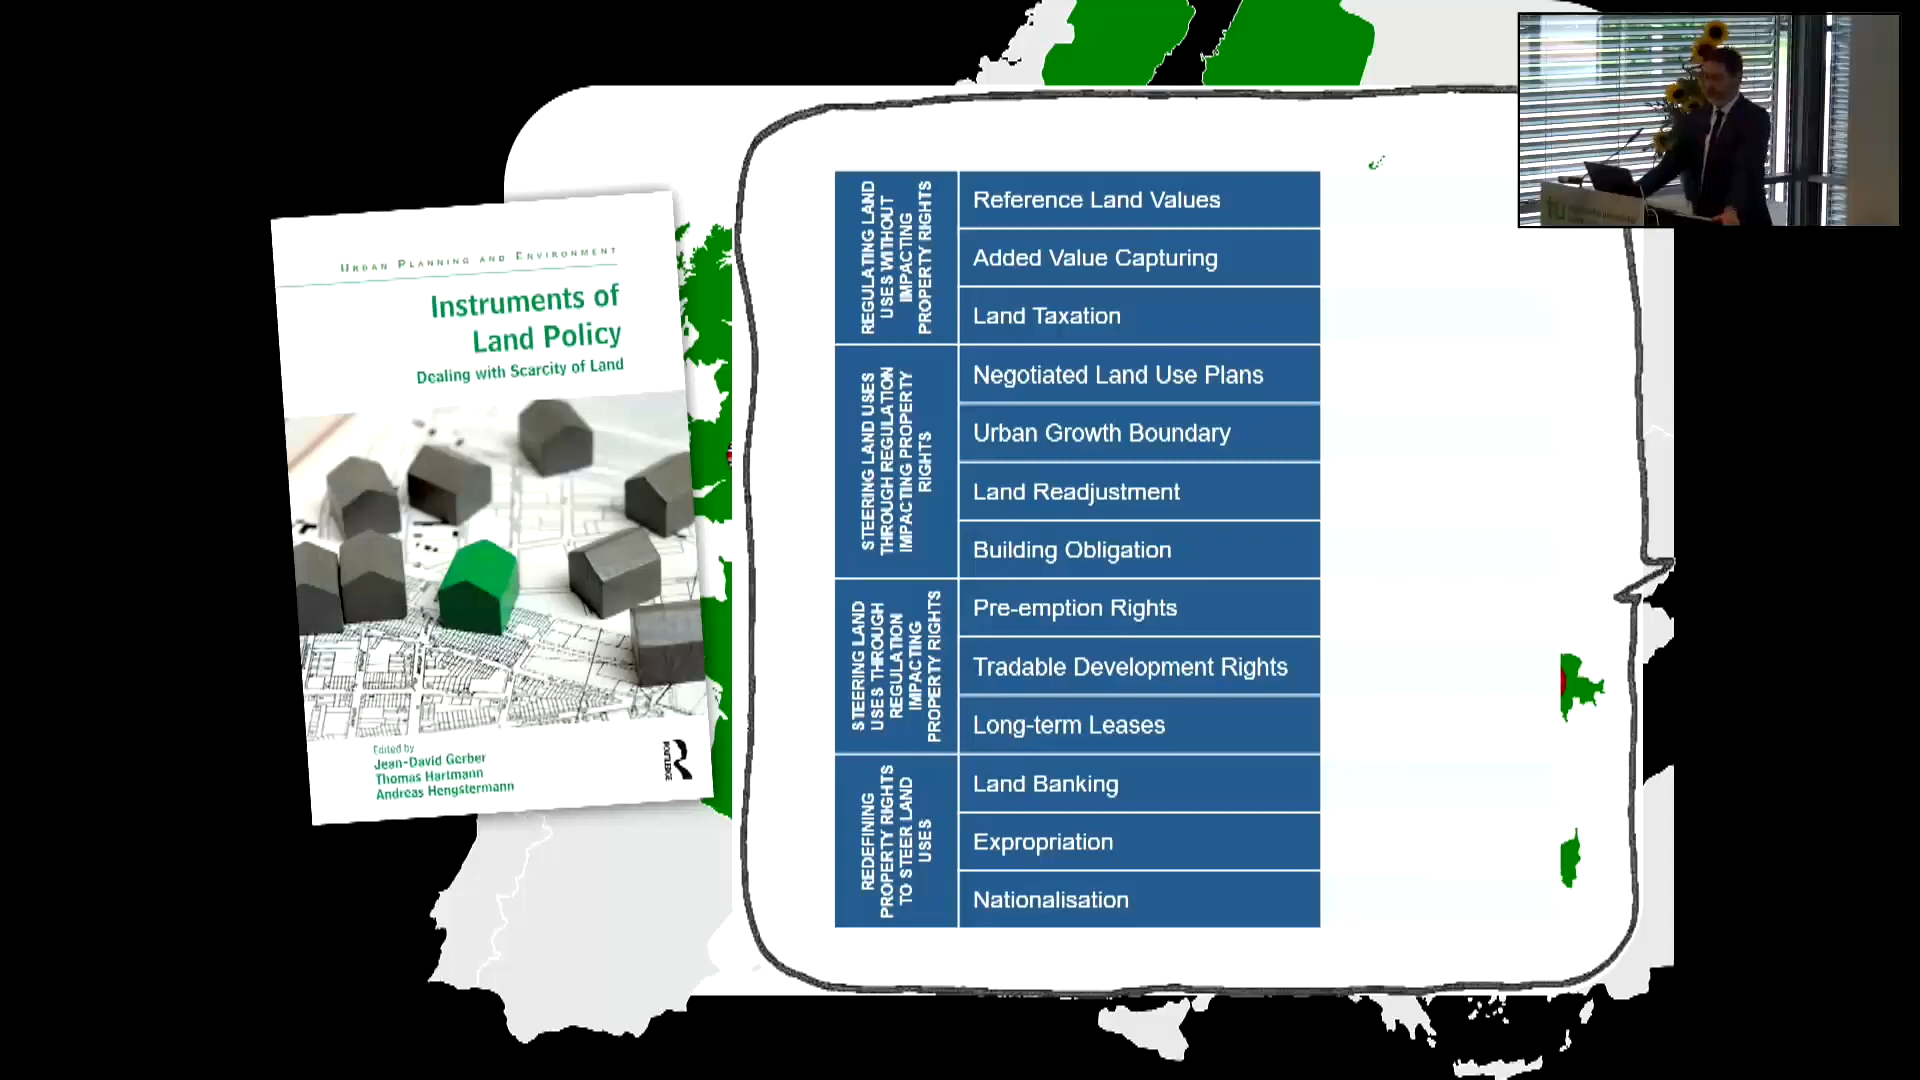 URBAN PLANNING AND ENVIRONMENT
Instruments of
Land Policy
Dealing with Scarcity of Land
Edited by
Jean-David Gerber
Thomas Hartmann
Andreas Hengstermann
R
ROUTLEDGE
REGULATING LAND
USES WITHOUT
IMPACTING
PROPERTY RIGHTS
Reference Land Values
Added Value Capturing
Land Taxation
STEERING LAND USES
THROUGH REGULATION
IMPACTING PROPERTY
RIGHTS
Negotiated Land Use Plans
Urban Growth Boundary
Land Readjustment
Building Obligation
STEERING LAND
USES THROUGH
REGULATION
IMPACTING
PROPERTY RIGHTS
Pre-emption Rights
Tradable Development Rights
Long-term Leases
REDEFINING
PROPERTY RIGHTS
TO STEER LAND
USES
Land Banking
Expropriation
Nationalisation
tu